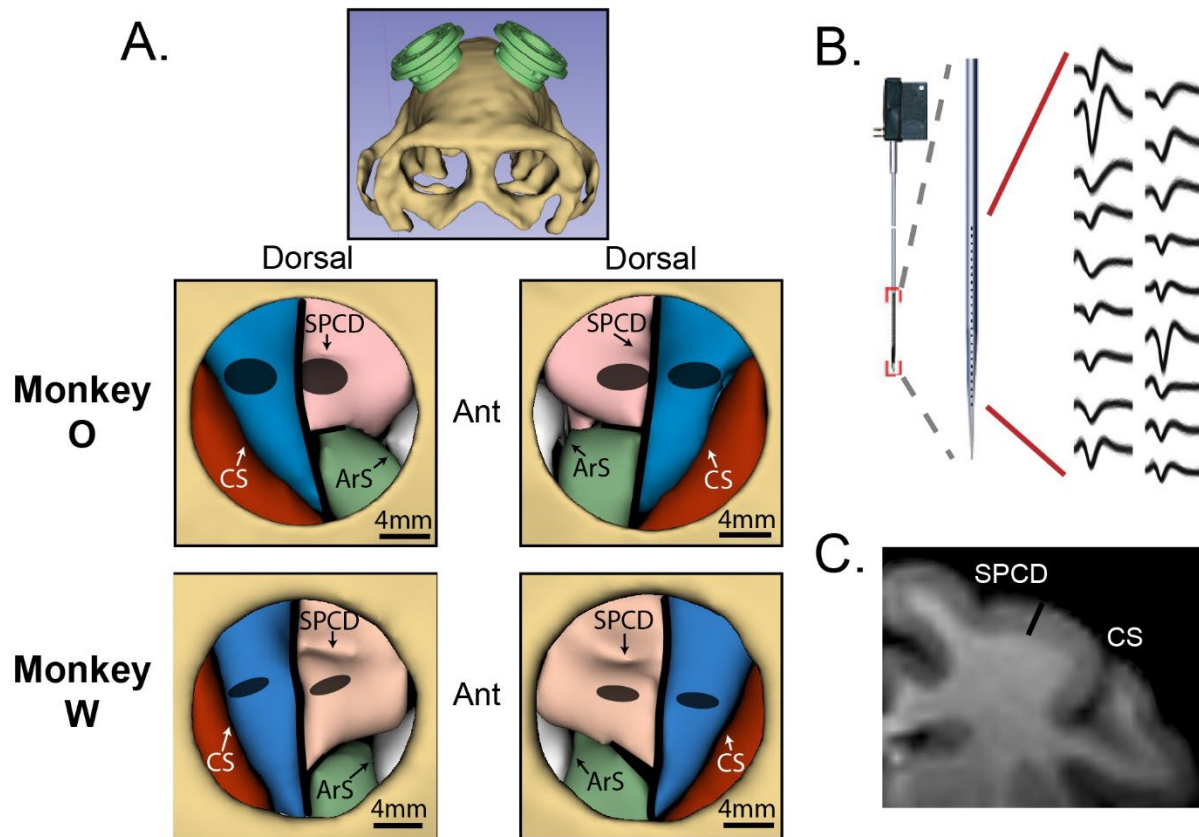 A.
Dorsal
Dorsal
Monkey
O
SPCD
CS
ArS
4mm
Ant
SPCD
ArS
CS
4mm
Monkey
W
SPCD
CS
ArS
4mm
Ant
SPCD
ArS
CS
4mm
B.
C.
SPCD
CS